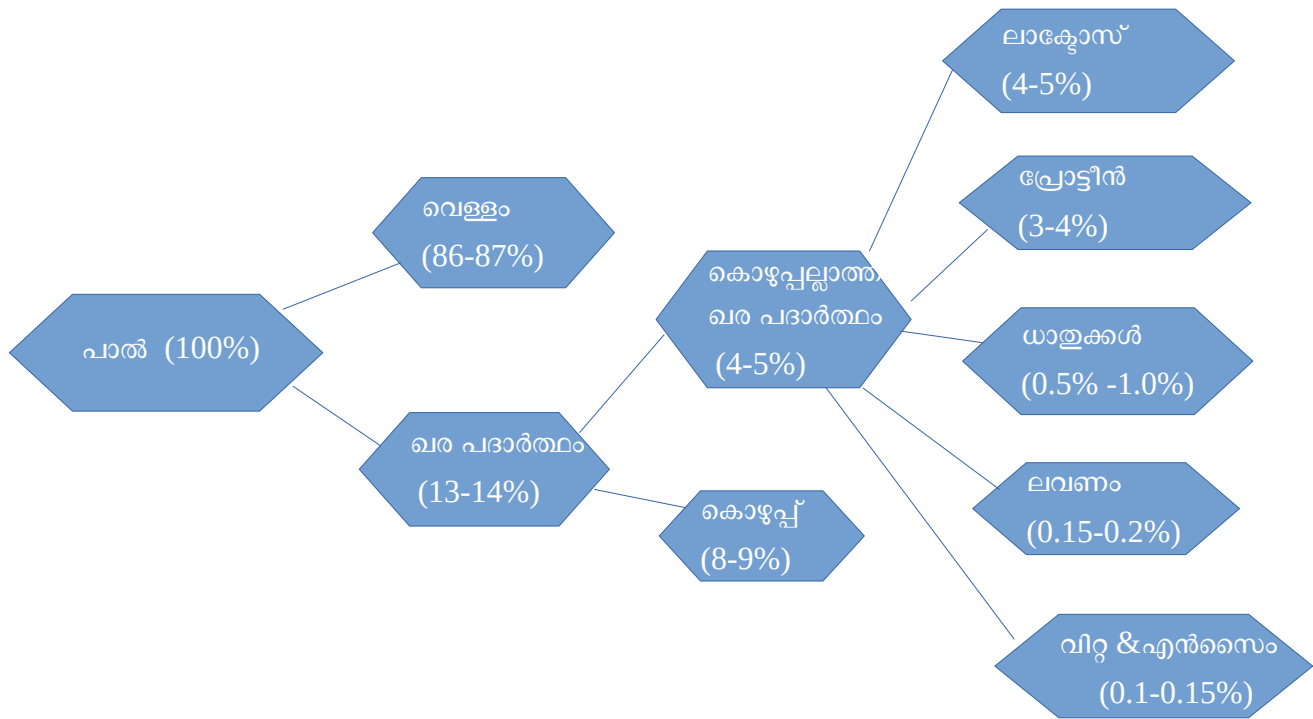 പാൽ (100%)
വെള്ളം
(86-87%)
ഖര പദാർത്ഥം
(13-14%)
കൊഴുപ്പല്ലാത്ത
ഖര പദാർത്ഥം
(4-5%)
കൊഴുപ്പ്
(8-9%)
ലാക്ടോസ്
(4-5%)
പ്രോട്ടീൻ
(3-4%)
ധാതുക്കൾ
(0.5% -1.0%)
ലവണം
(0.15-0.2%)
വിറ്റ &എൻസൈം
(0.1-0.15%)